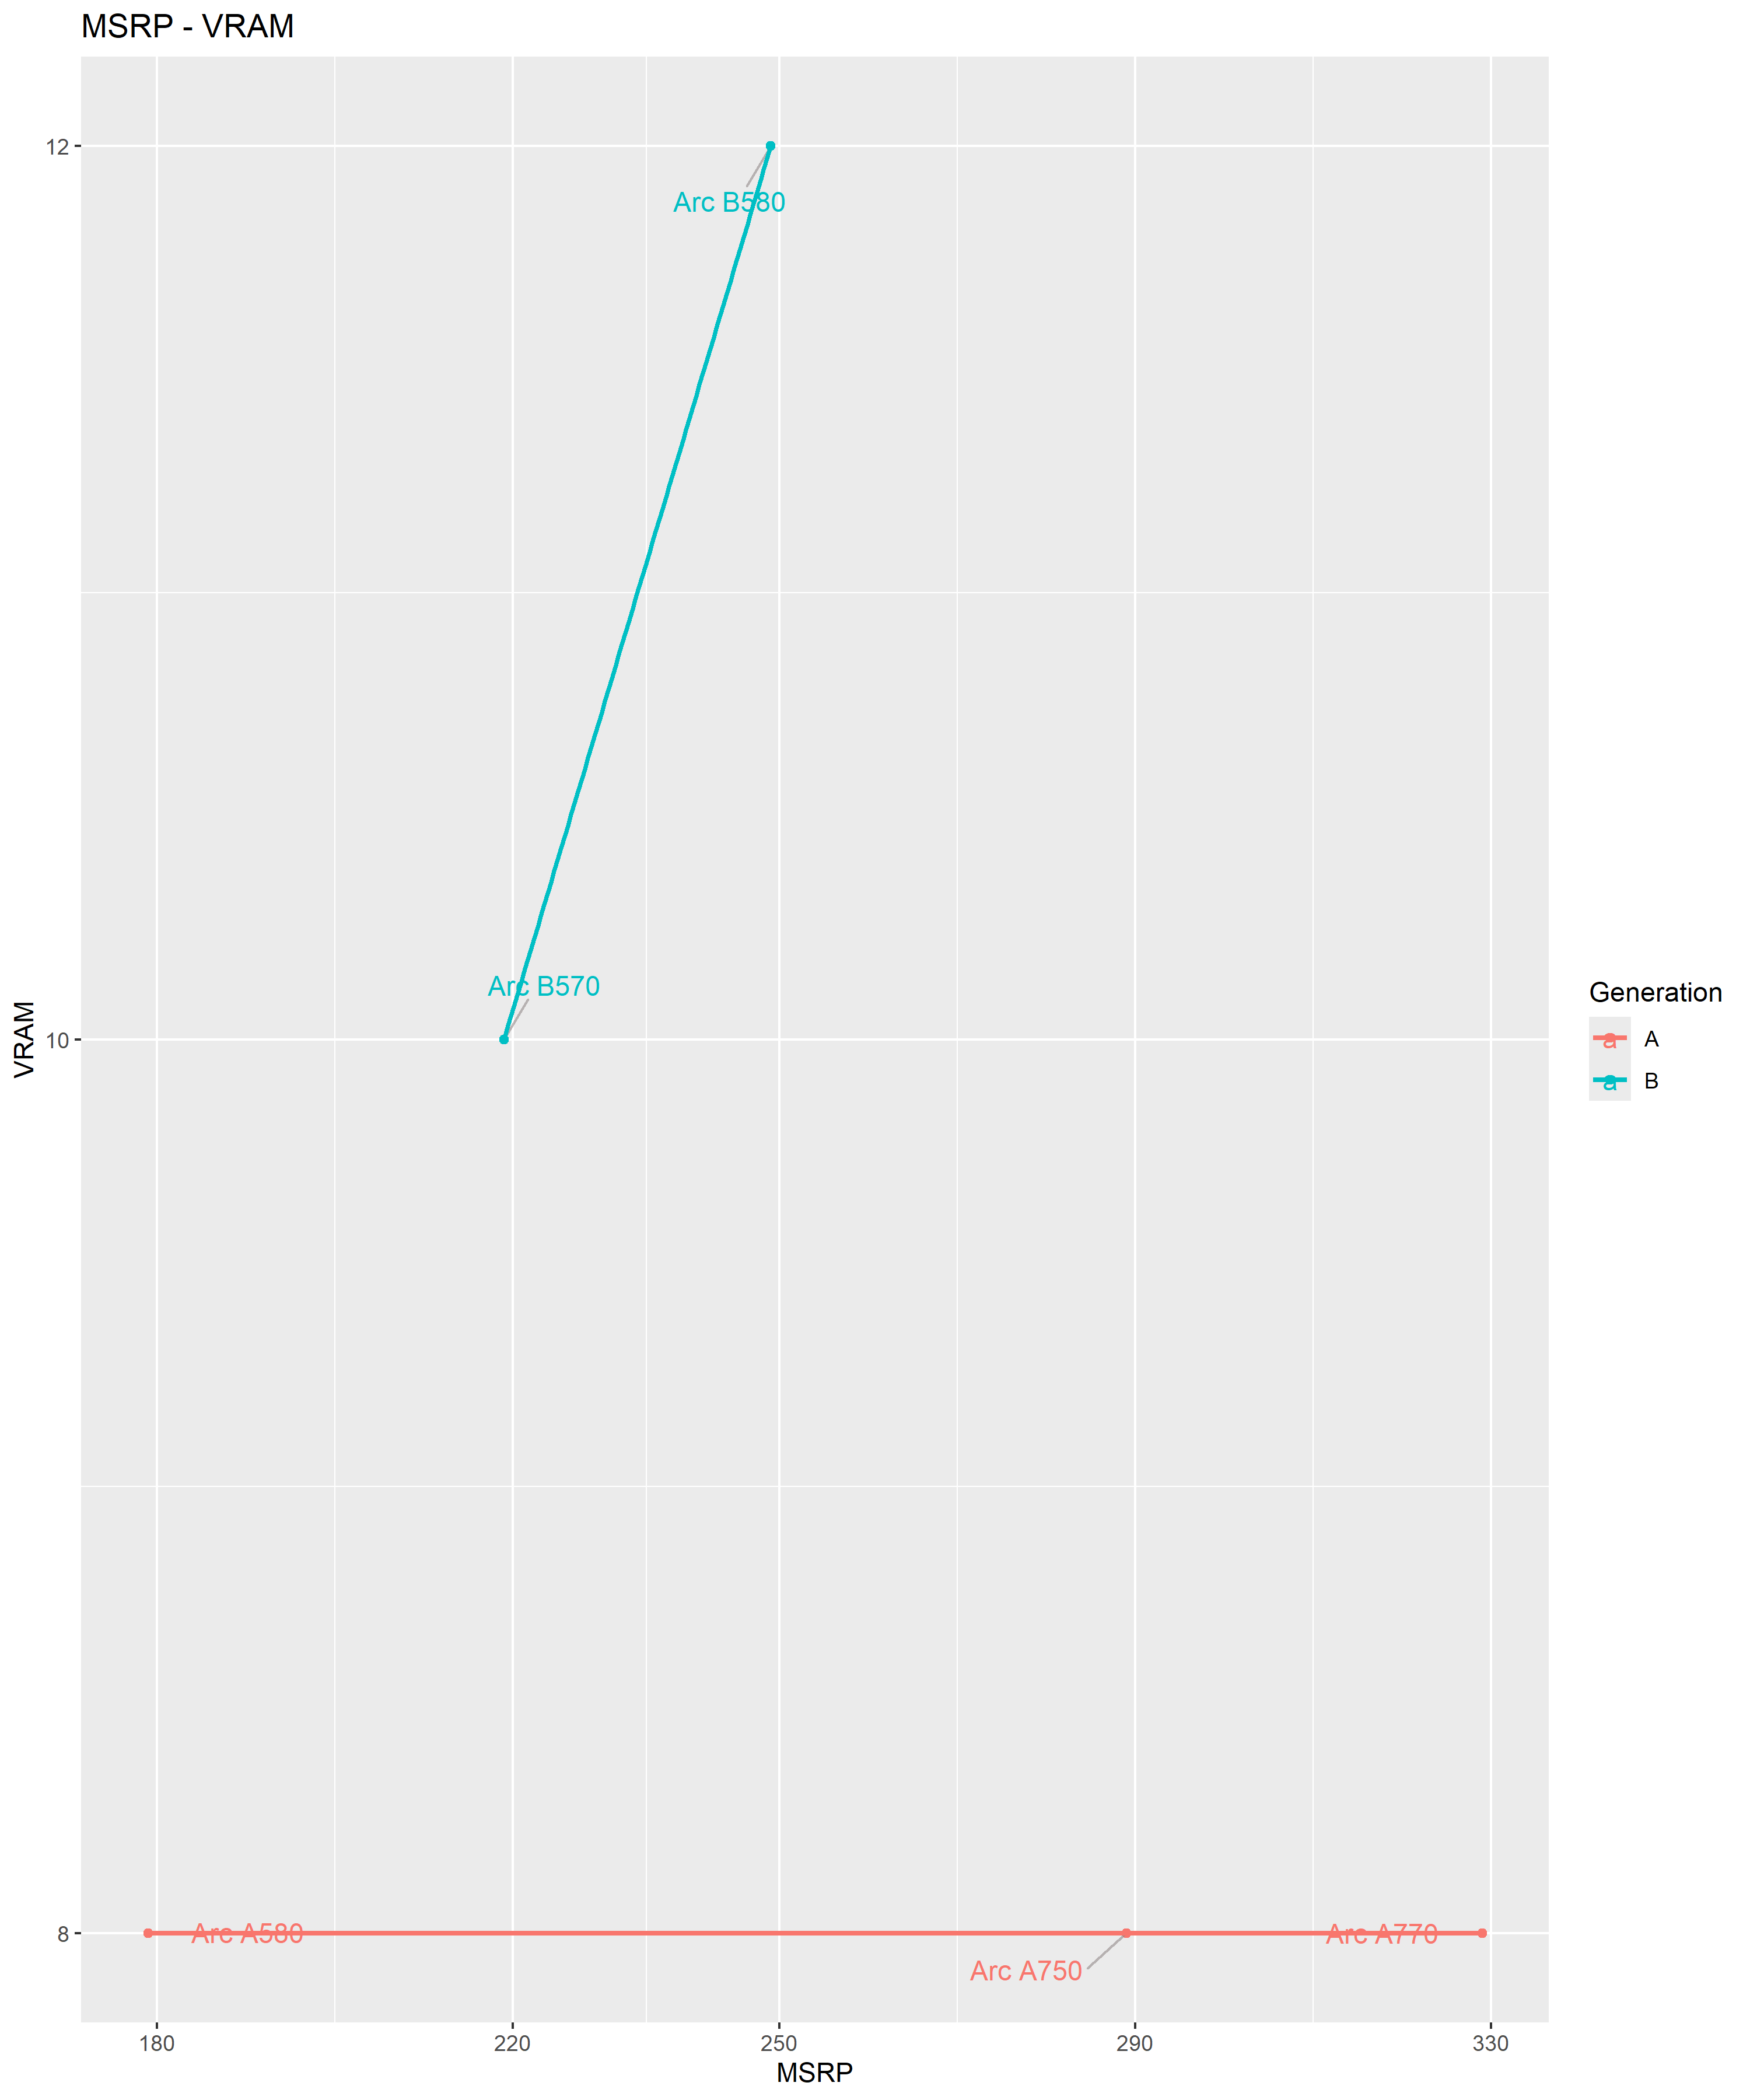 MSRP - VRAM
12
Arc B580
Arc B570
10
VRAM
Generation
a A
a B
8
Arc A580
Arc A770
Arc A750
180 220 250 290 330
MSRP